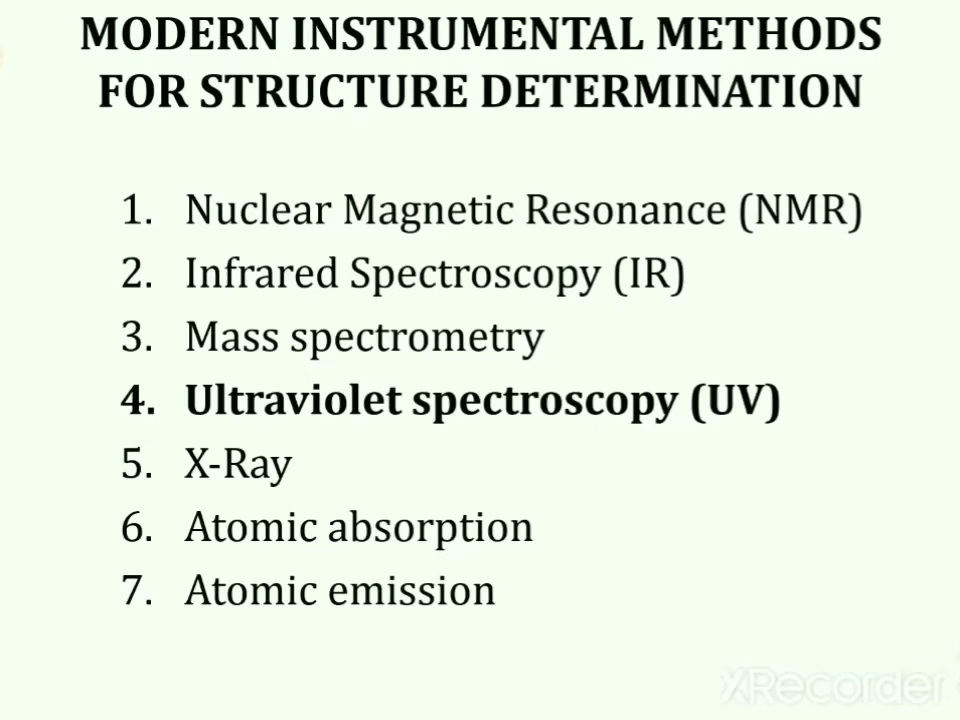 MODERN INSTRUMENTAL METHODS
FOR STRUCTURE DETERMINATION
1. Nuclear Magnetic Resonance (NMR)
2. Infrared Spectroscopy (IR)
3. Mass spectrometry
4. Ultraviolet spectroscopy (UV)
5. X-Ray
6. Atomic absorption
7. Atomic emission
XRecorder